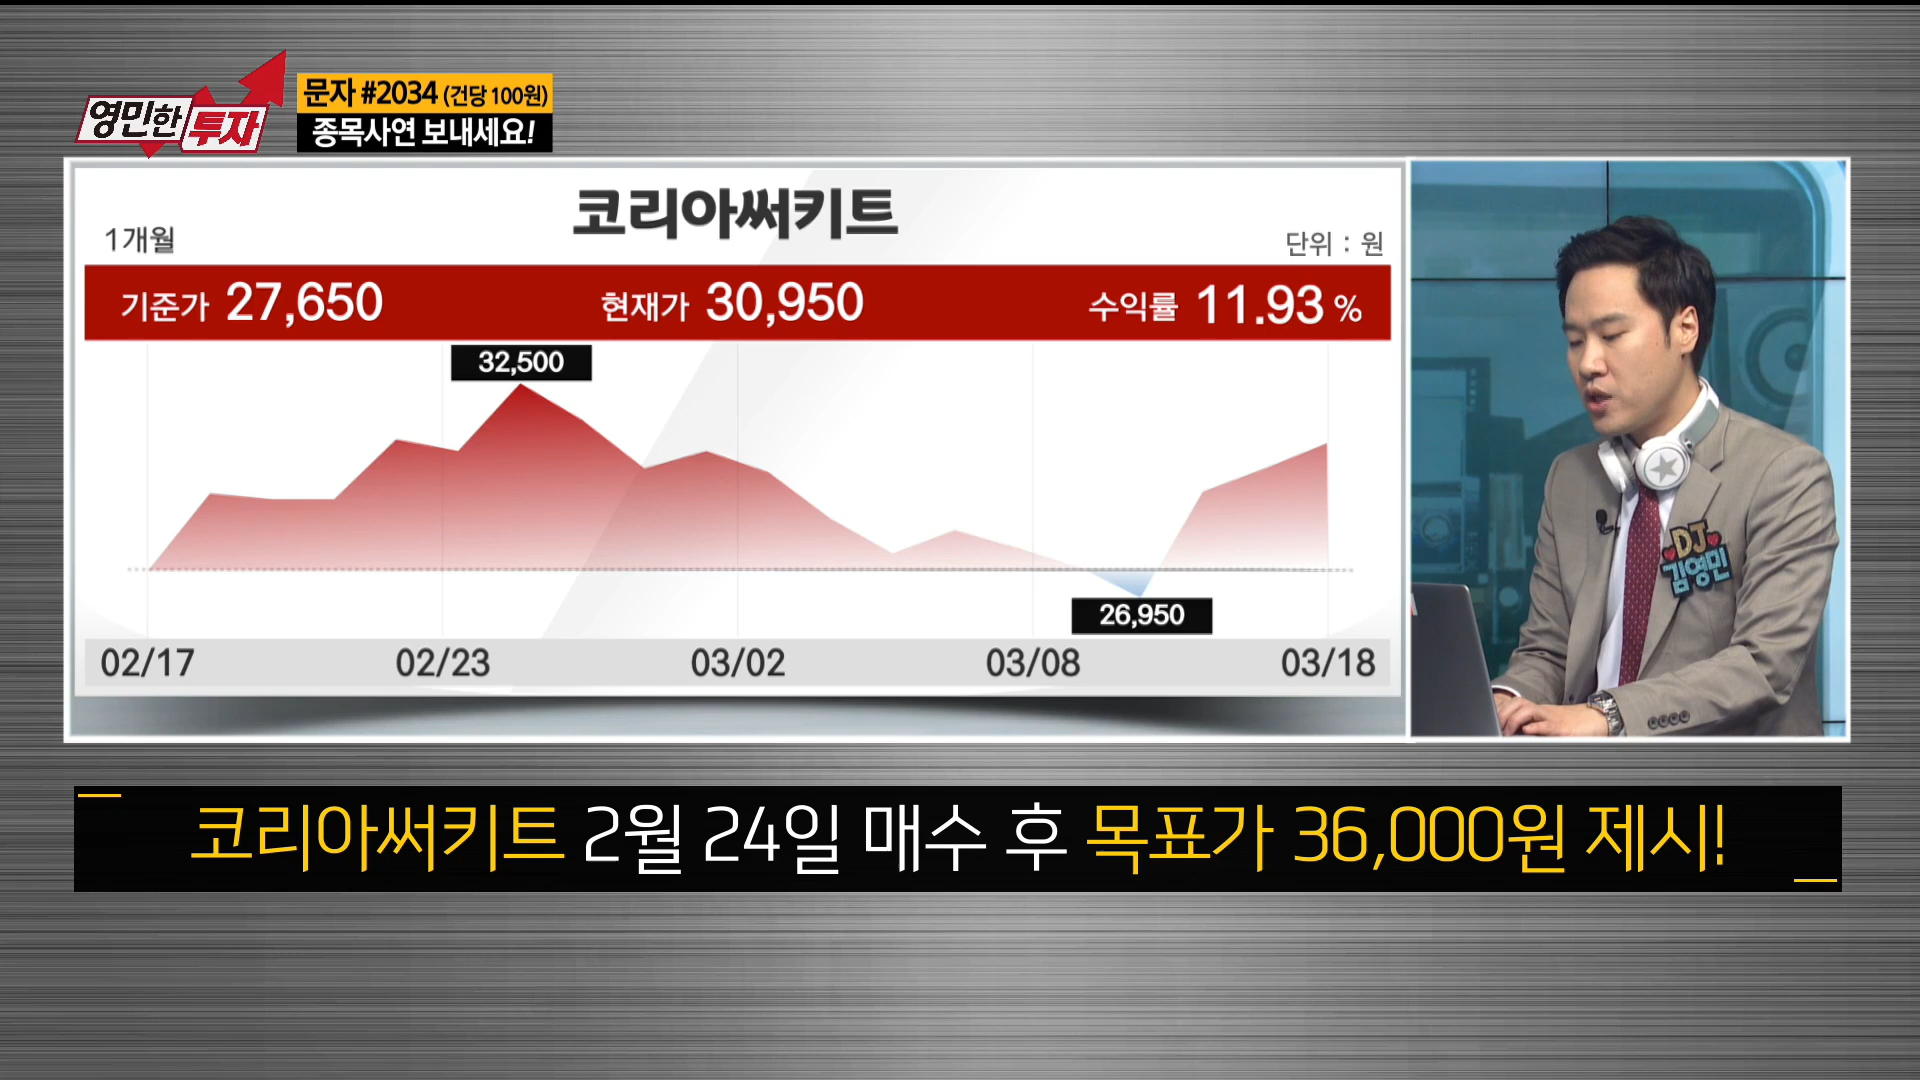 영민한 투자
문자 #2034 (건당 100원)
종목사연 보내세요!
코리아써키트
1개월
단위 : 원
기준가 27,650 현재가 30,950 수익률 11.93 %
32,500
26,950
02/17 02/23 03/02 03/08 03/18
DJ
김영민
코리아써키트 2월 24일 매수 후 목표가 36,000원 제시!